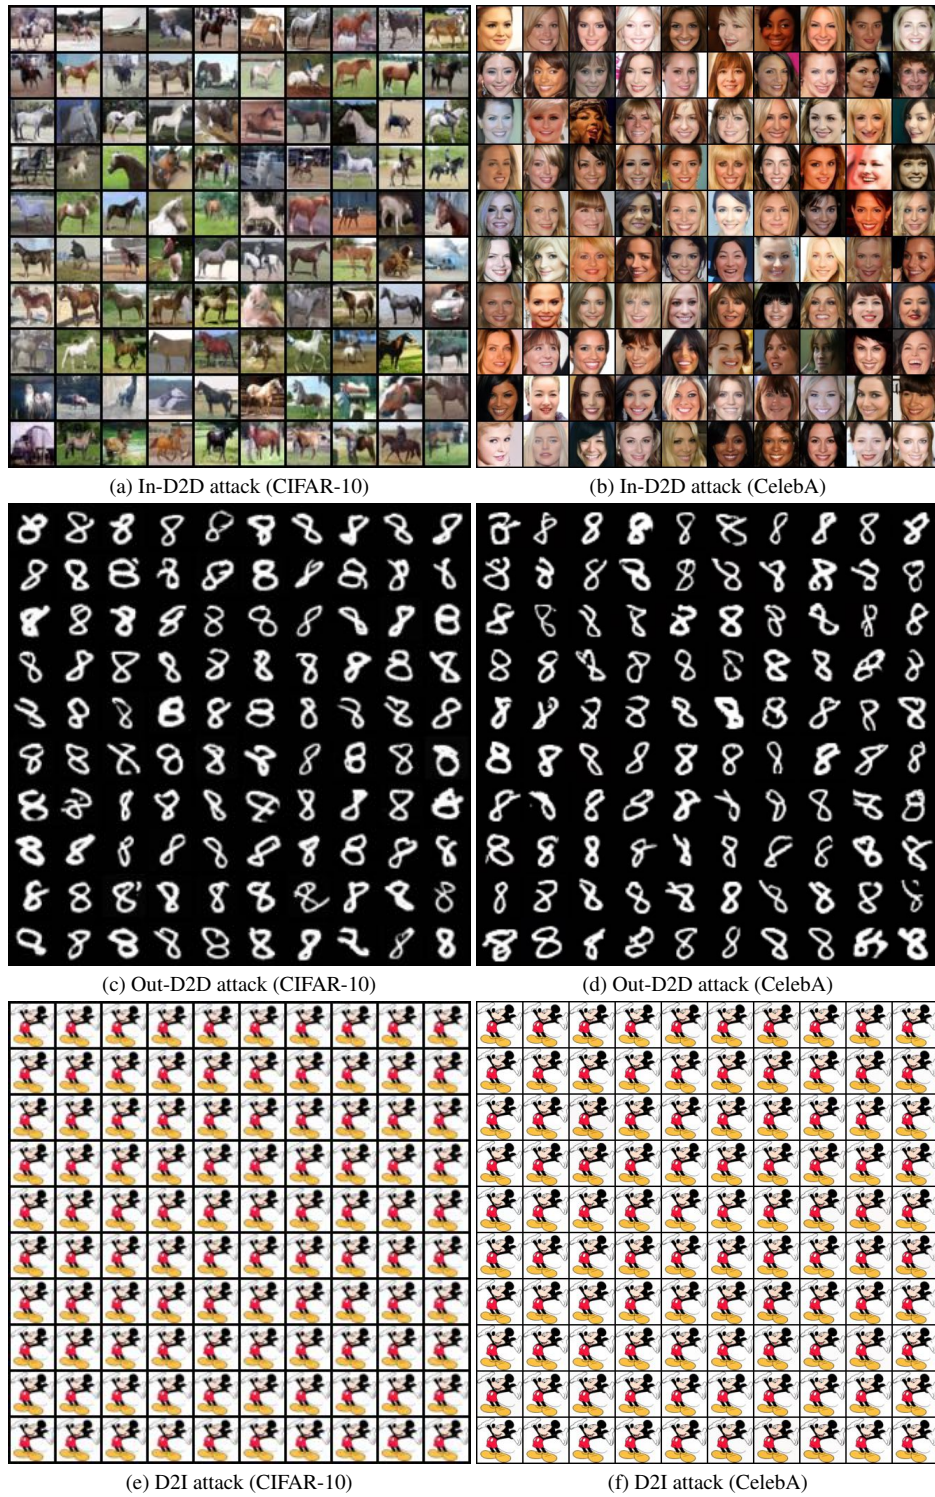 (a) In-D2D attack (CIFAR-10)
(b) In-D2D attack (CelebA)
(c) Out-D2D attack (CIFAR-10)
(d) Out-D2D attack (CelebA)
(e) D2I attack (CIFAR-10)
(f) D2I attack (CelebA)